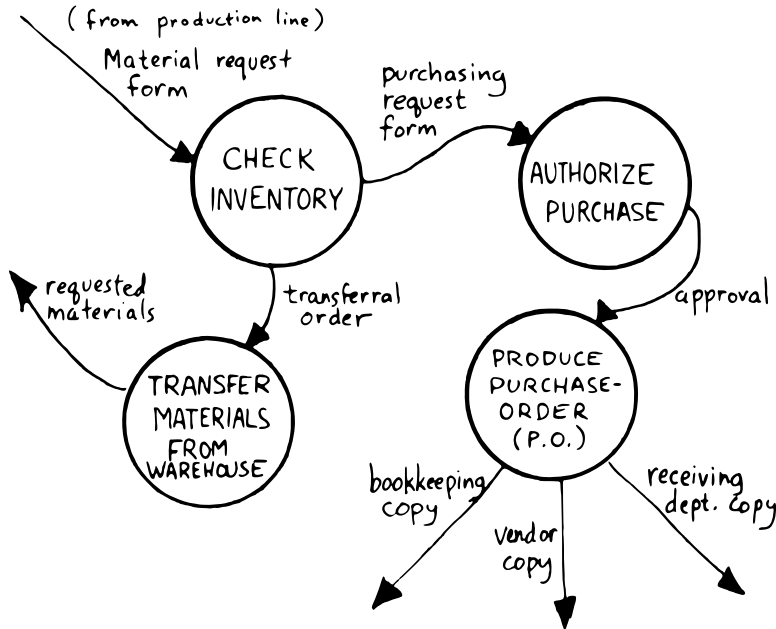 (from production line)
Material request
form
purchasing
request
form
CHECK
INVENTORY
AUTHORIZE
PURCHASE
requested
materials
transferral
order
approval
TRANSFER
MATERIALS
FROM
WAREHOUSE
PRODUCE
PURCHASE-
ORDER
(P.O.)
bookkeeping
copy
vendor
copy
receiving
dept. copy